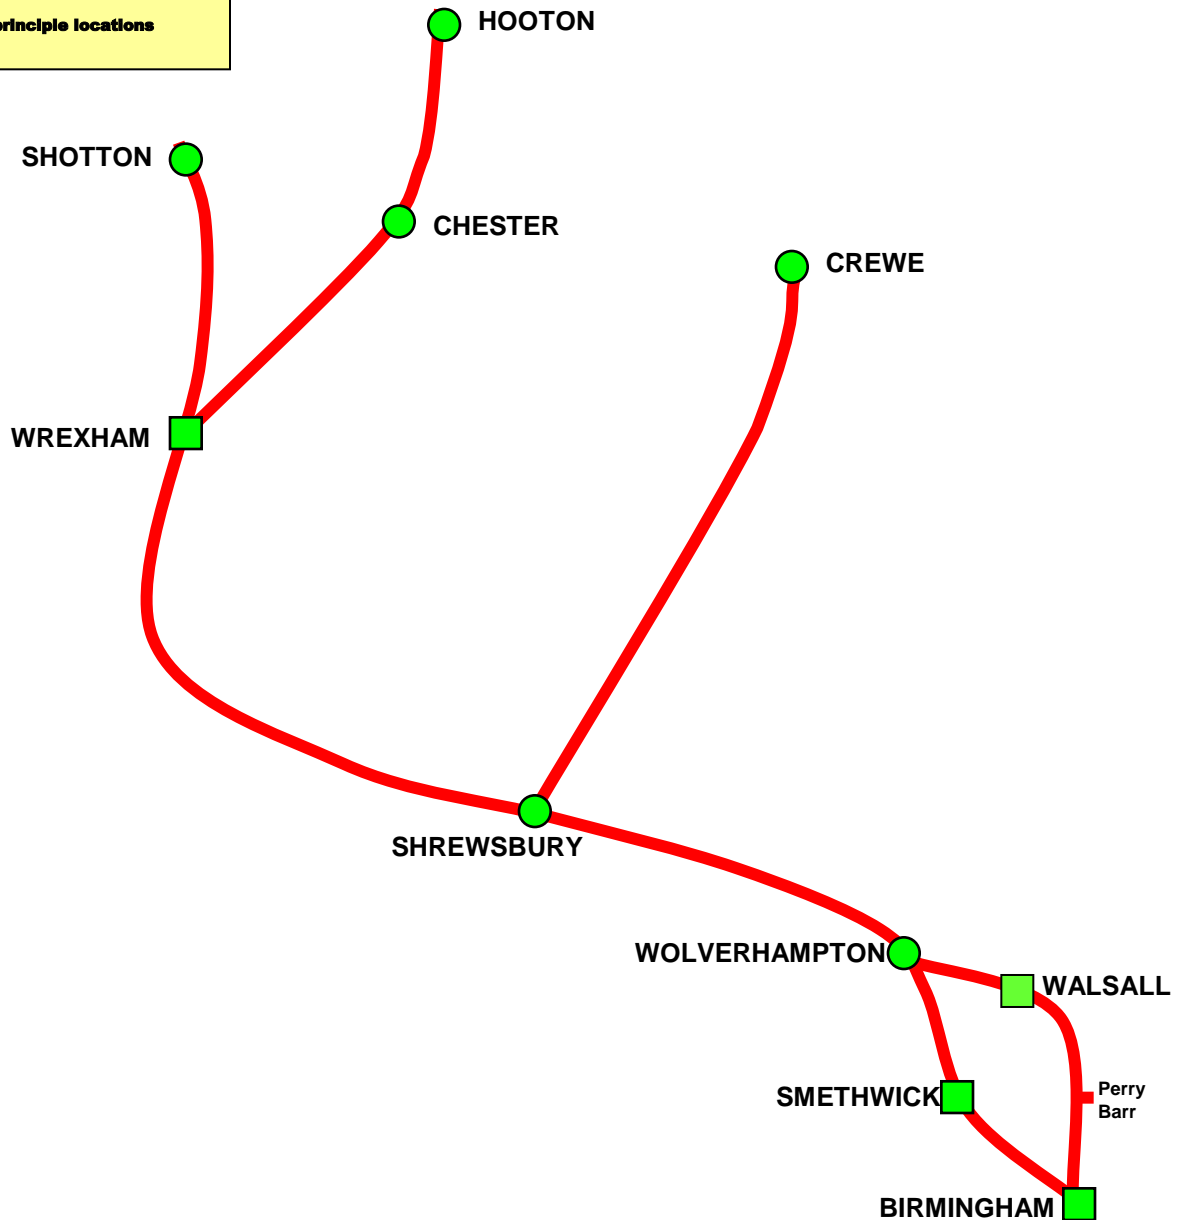 principle locations
HOOTON
SHOTTON
CHESTER
CREWE
WREXHAM
SHREWSBURY
WOLVERHAMPTON
WALSALL
SMETHWICK
Perry
Barr
BIRMINGHAM